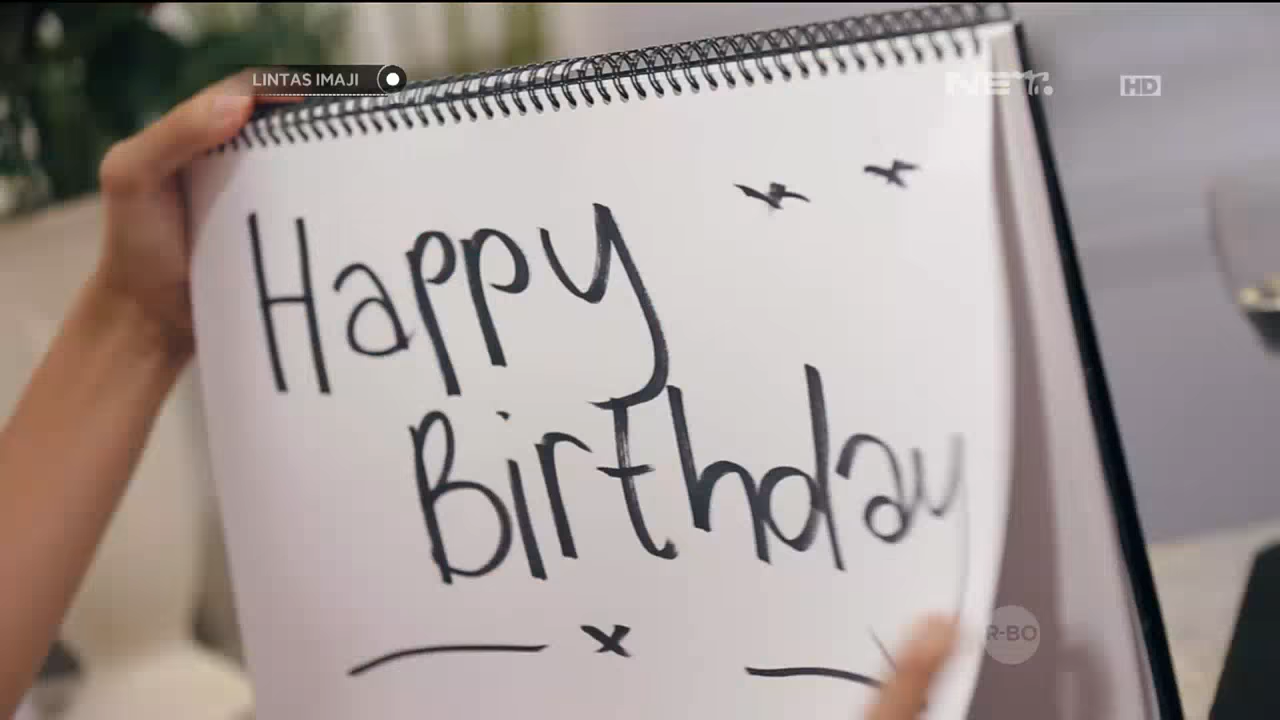 LINTAS IMAJI
NET.
HD
Happy
Birthday
x
R-BO